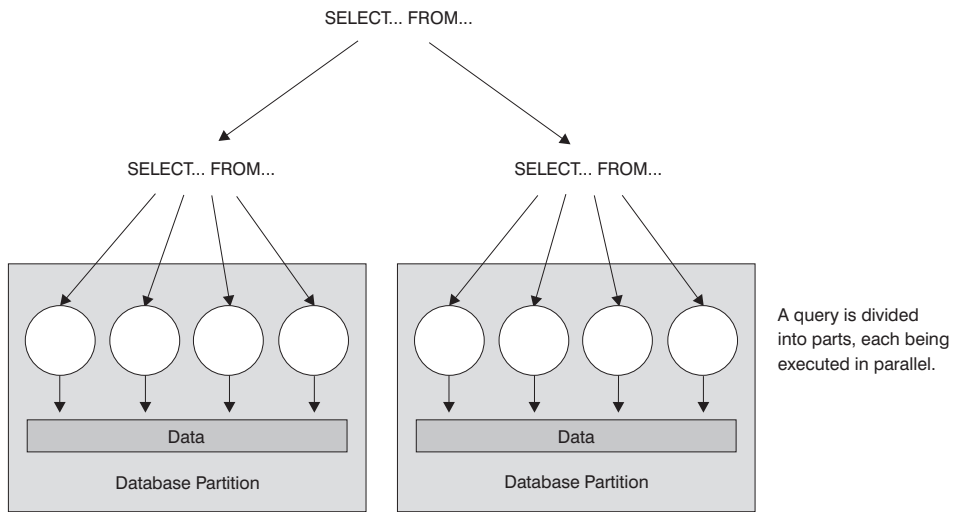 SELECT... FROM...
SELECT... FROM...
SELECT... FROM...
A query is divided
into parts, each being
executed in parallel.
Data
Data
Database Partition
Database Partition